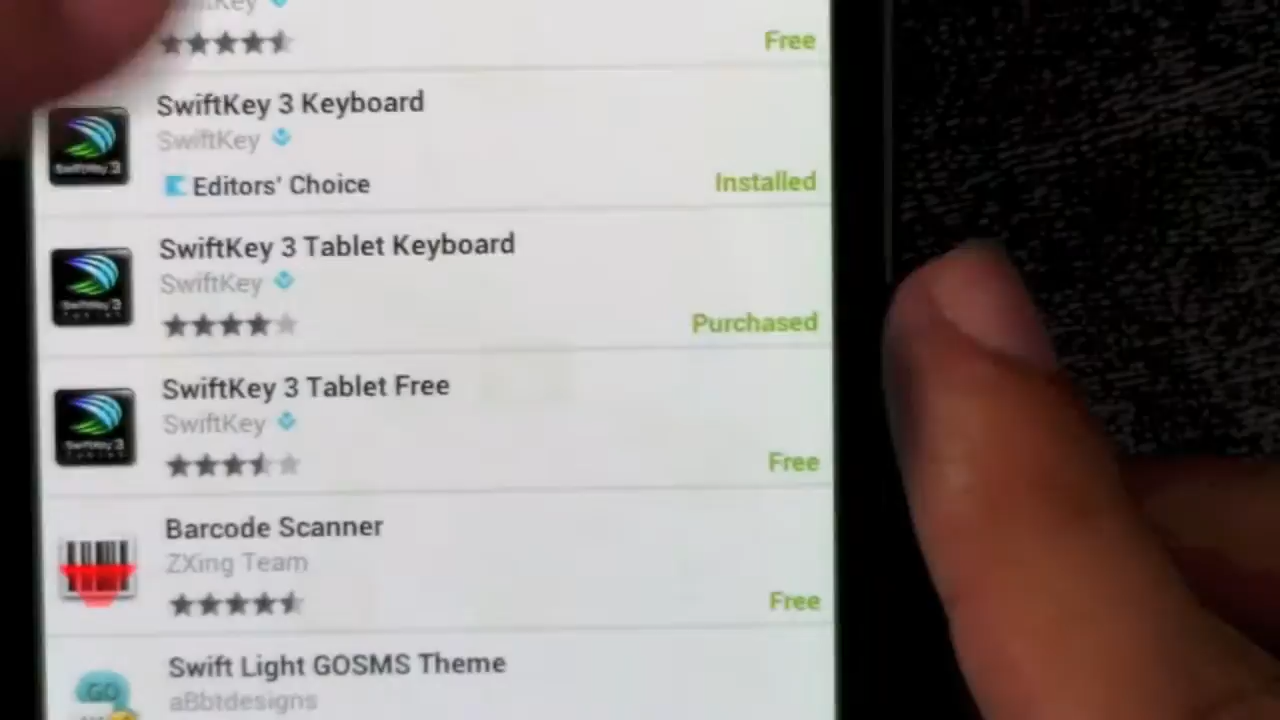 Free
SwiftKey 3 Keyboard
SwiftKey
Editors' Choice
Installed
SwiftKey 3 Tablet Keyboard
SwiftKey
Purchased
SwiftKey 3 Tablet Free
SwiftKey
Free
Barcode Scanner
ZXing Team
Free
Swift Light GOSMS Theme
aBbtdesigns
GO